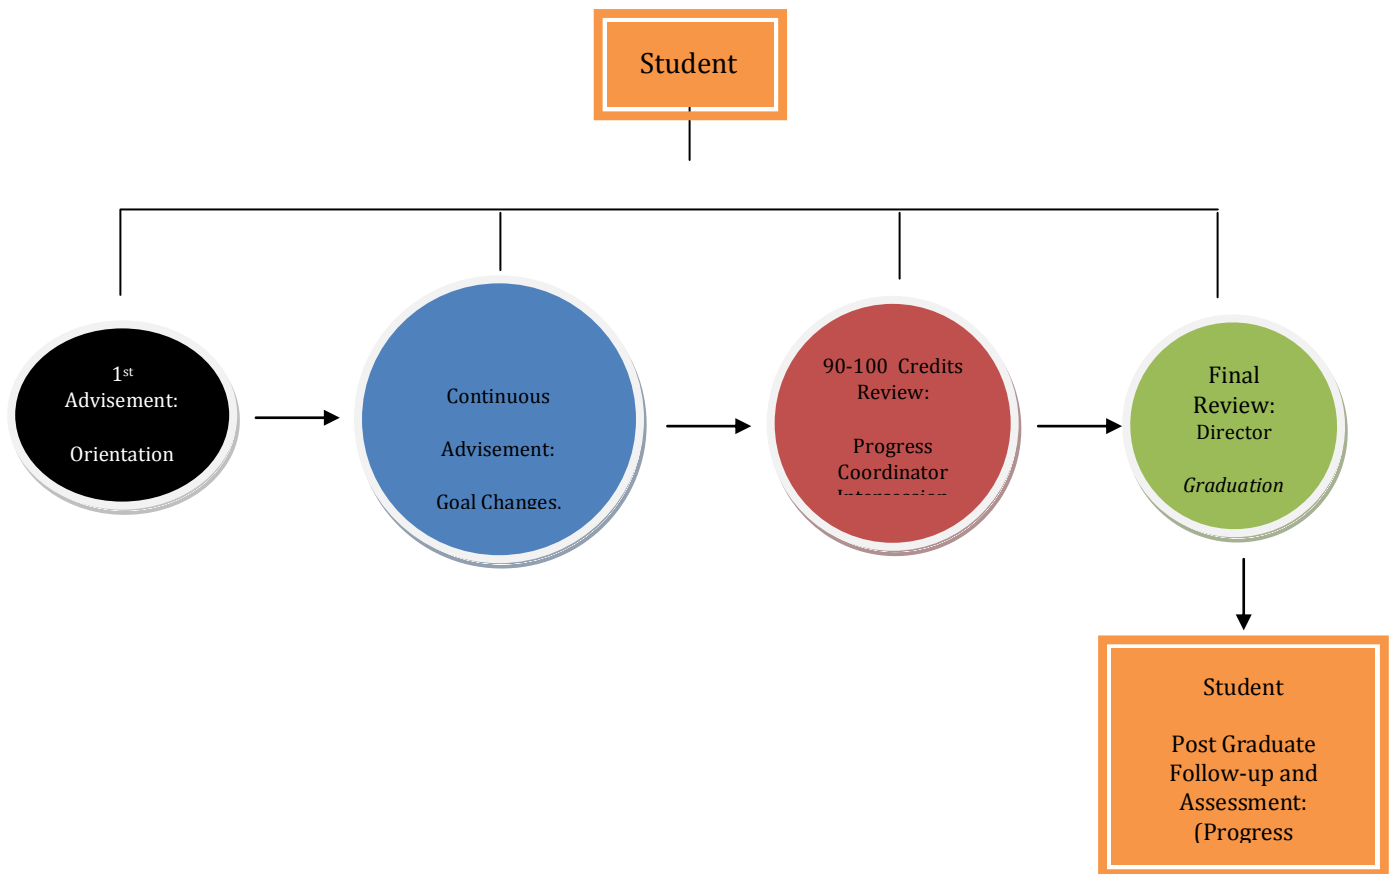 Student
1st
Advisement:
Orientation
Continuous
Advisement:
Goal Changes.
90-100 Credits
Review:
Progress
Coordinator
Intercession
Final
Review:
Director
Graduation
Student
Post Graduate
Follow-up and
Assessment:
(Progress